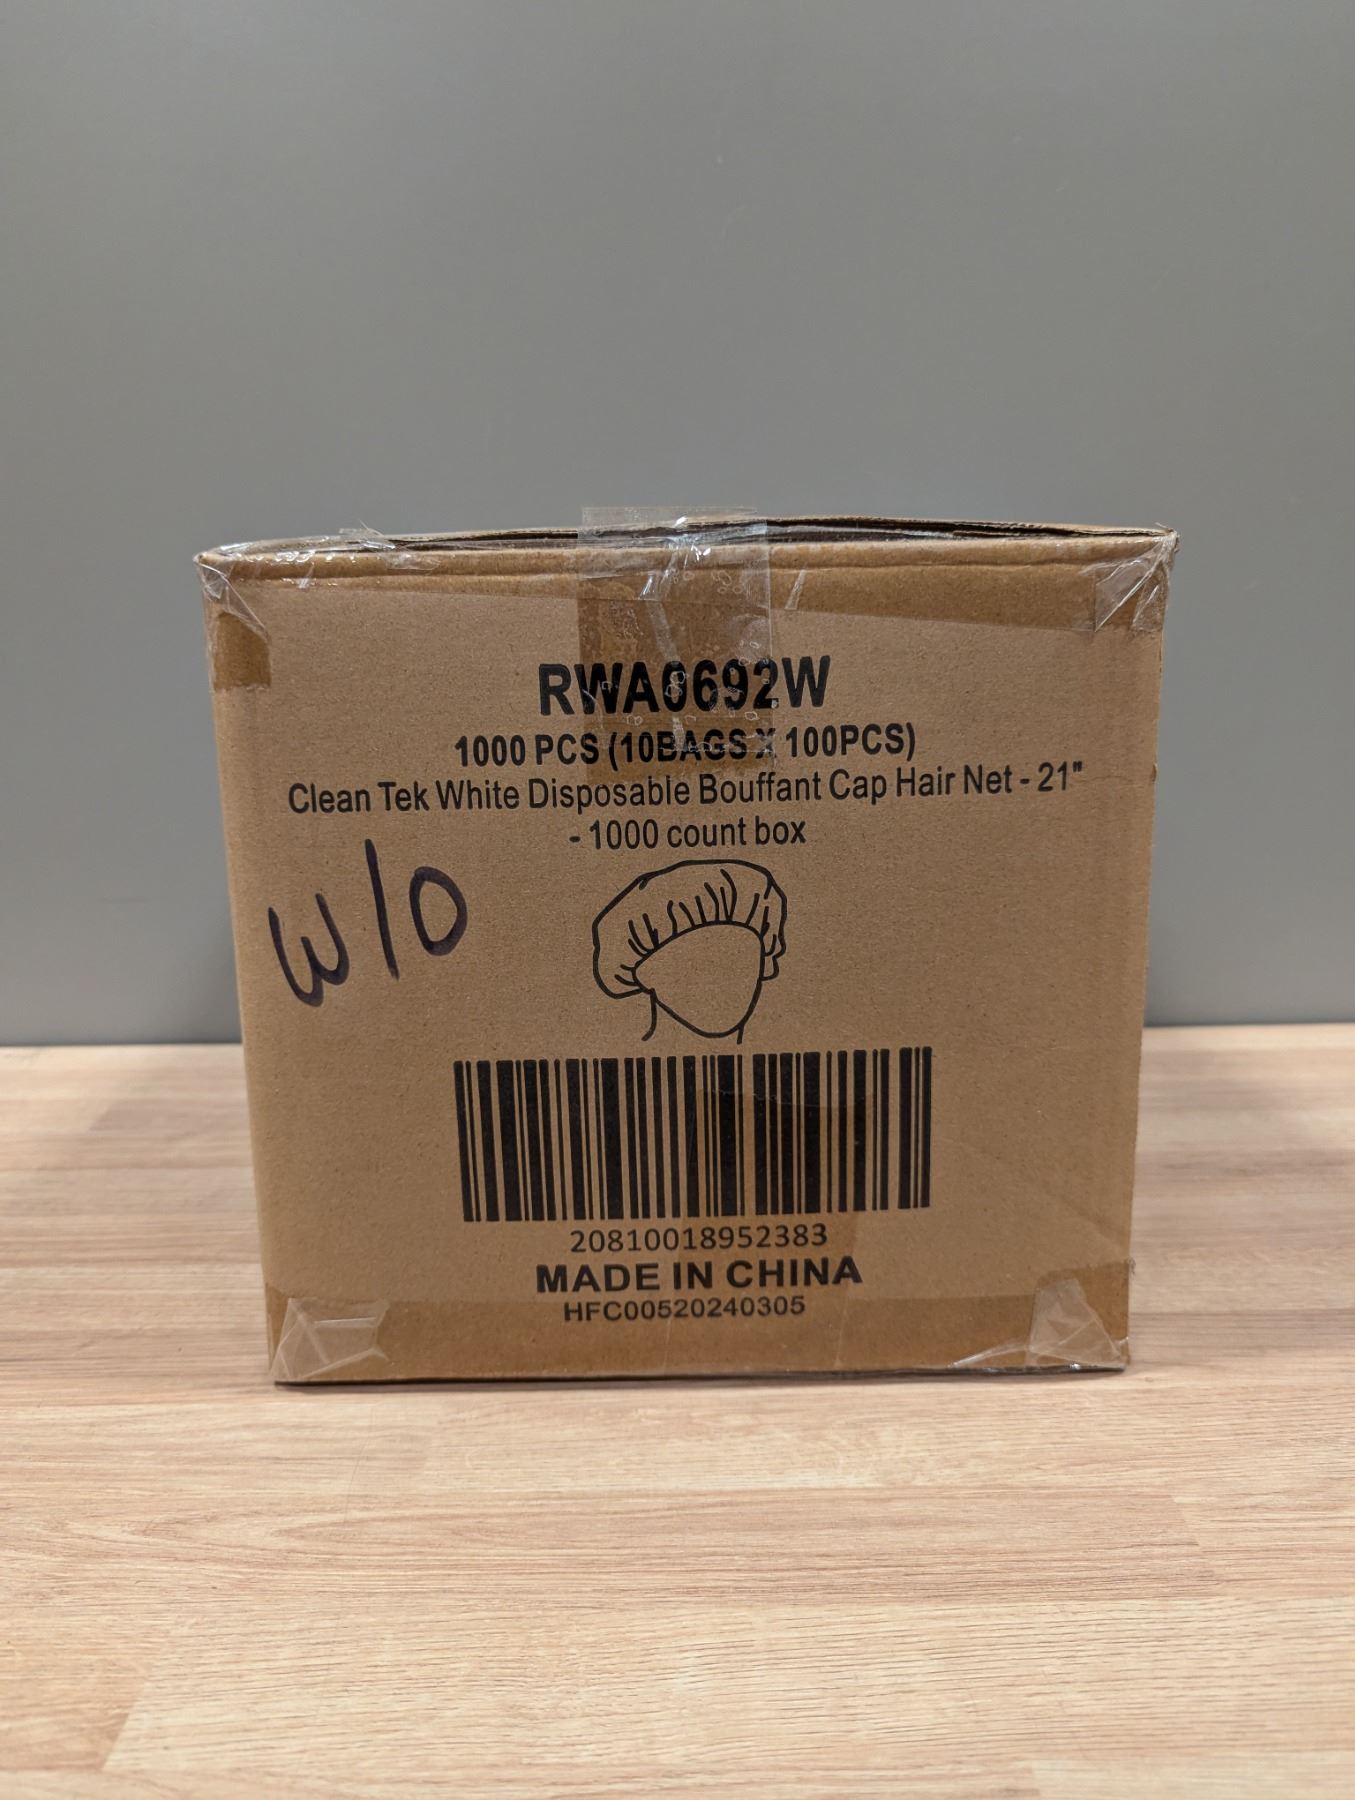 RWA0692W
1000 PCS (10BAGS X 100PCS)
Clean Tek White Disposable Bouffant Cap Hair Net - 21"
- 1000 count box
w/o
20810018952383
MADE IN CHINA
HFC00520240305